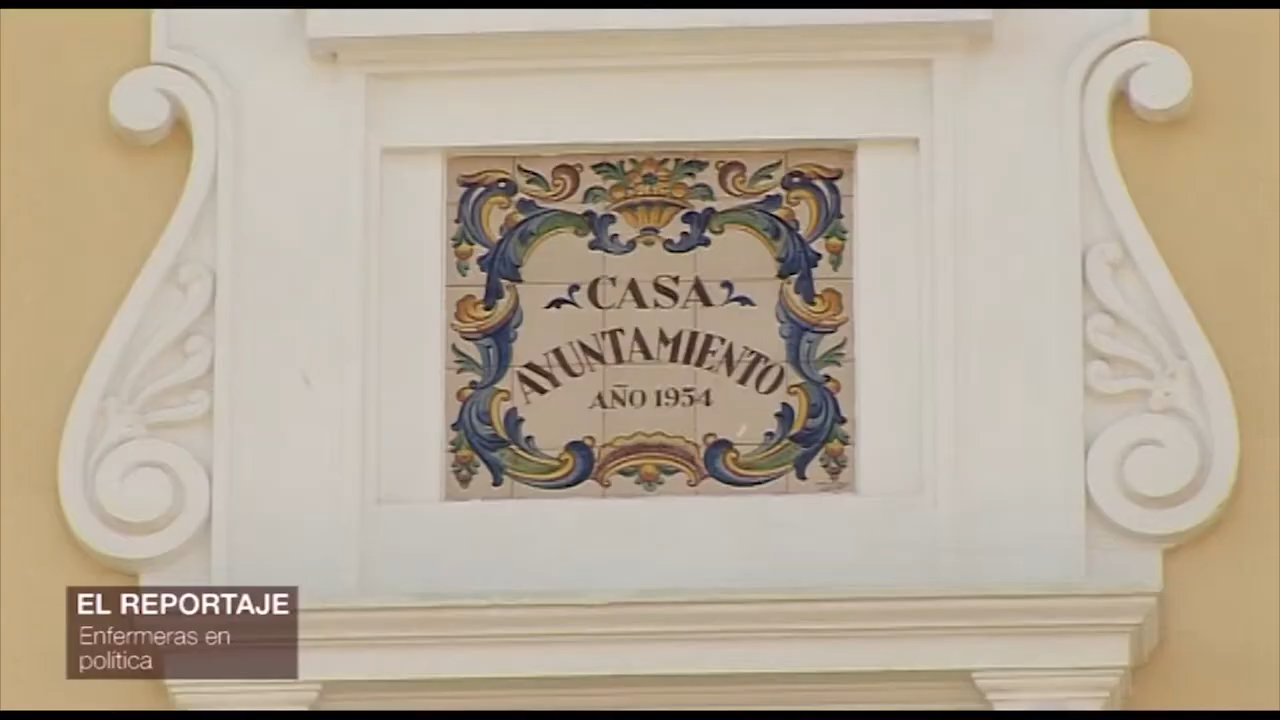 CASA
AYUNTAMIENTO
AÑO 1954
EL REPORTAJE
Enfermeras en
política